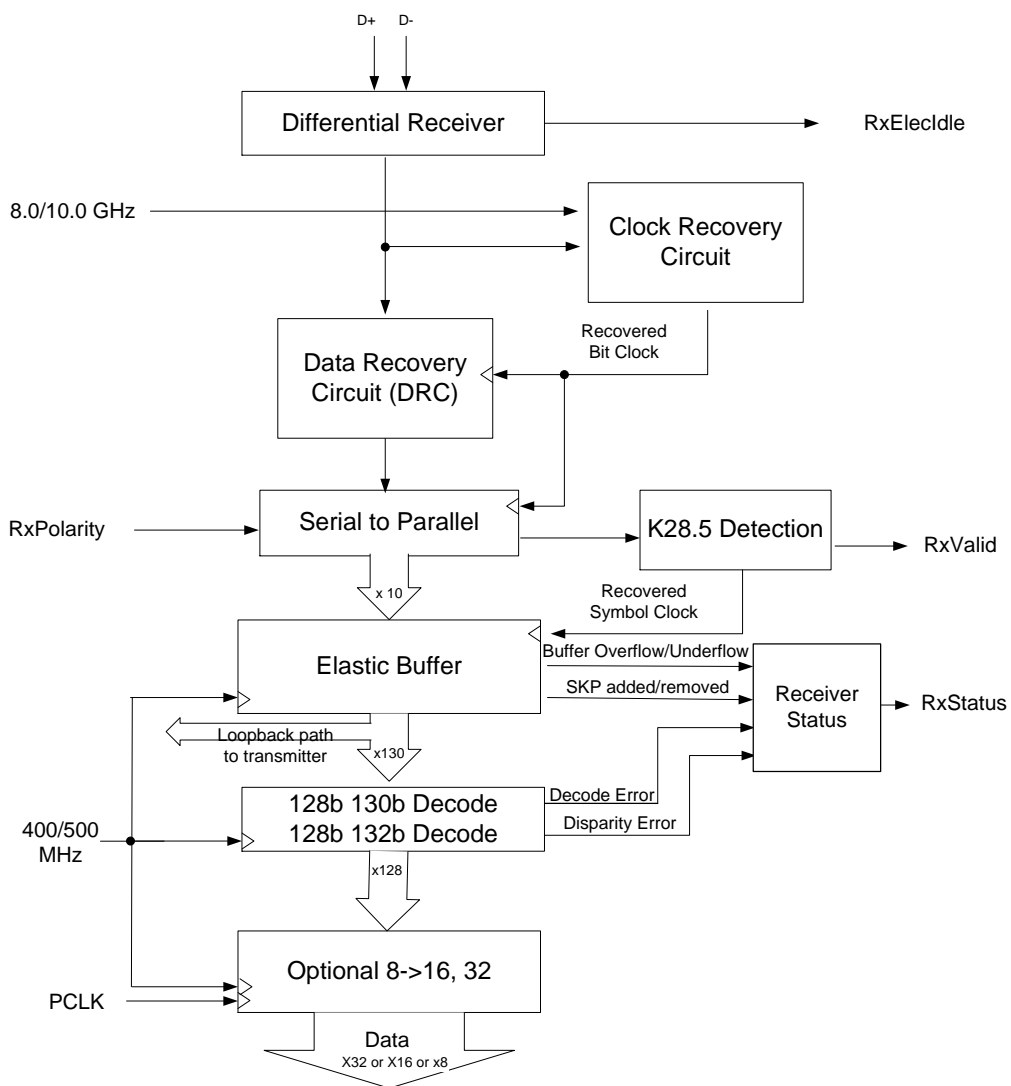 D+ D-
Differential Receiver
RxElecIdle
8.0/10.0 GHz
Clock Recovery
Circuit
Recovered
Bit Clock
Data Recovery
Circuit (DRC)
RxPolarity
Serial to Parallel
K28.5 Detection
RxValid
x 10
Recovered
Symbol Clock
Elastic Buffer
Buffer Overflow/Underflow
SKP added/removed
Receiver
Status
RxStatus
Loopback path
to transmitter
x130
400/500
MHz
128b 130b Decode
128b 132b Decode
Decode Error
Disparity Error
x128
Optional 8->16, 32
PCLK
Data
X32 or X16 or x8